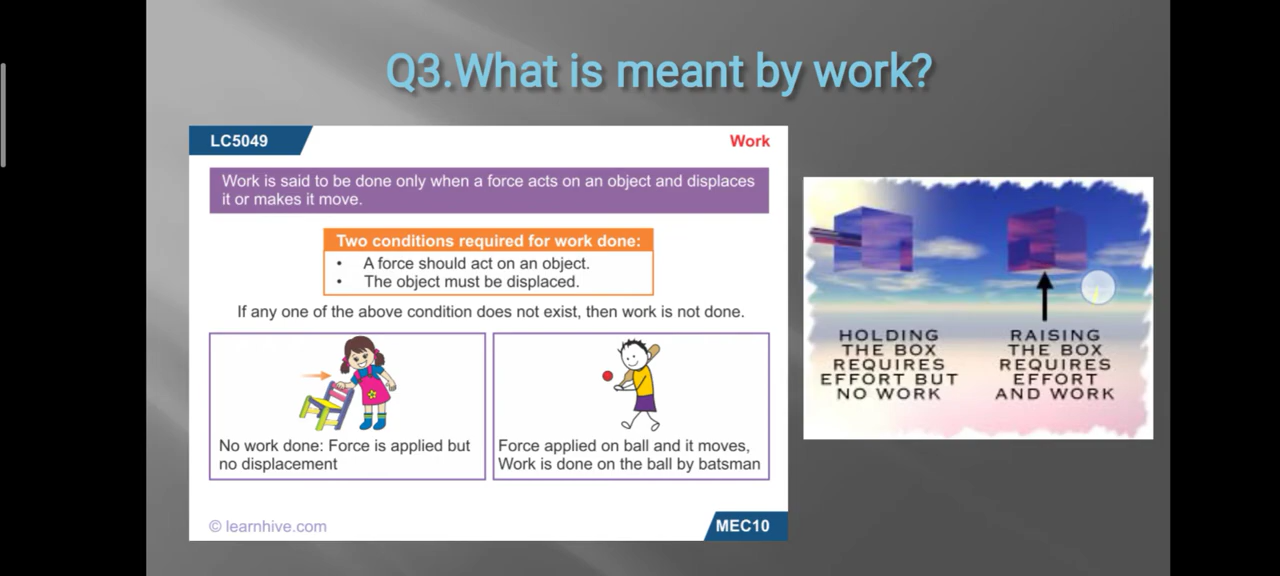 Q3.What is meant by work?
LC5049
Work
Work is said to be done only when a force acts on an object and displaces
it or makes it move.
Two conditions required for work done:
• A force should act on an object.
• The object must be displaced.
If any one of the above condition does not exist, then work is not done.
No work done: Force is applied but
no displacement
Force applied on ball and it moves,
Work is done on the ball by batsman
© learnhive.com
MEC10
HOLDING
THE BOX
REQUIRES
EFFORT BUT
NO WORK
RAISING
THE BOX
REQUIRES
EFFORT
AND WORK